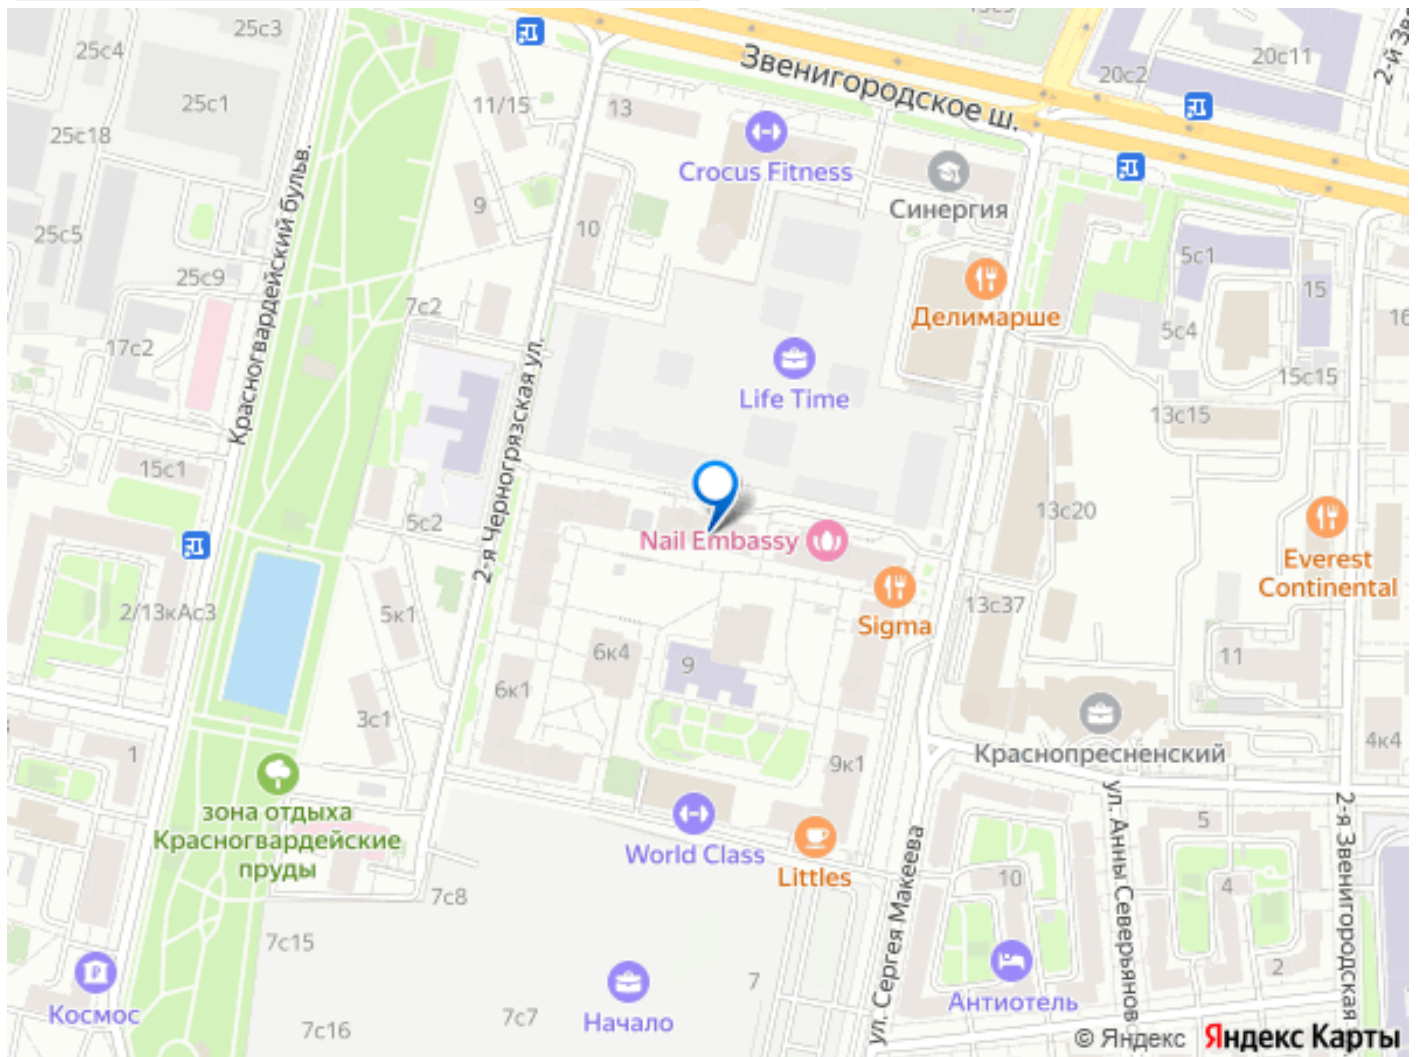 25с3
13с9
25с4
20с11
Звенигородское ш.
20с2
2-й Зв
25с1
11/15
13
25с18
Crocus Fitness
Красногвардейский бульв.
9
Синергия
10
25с5
5с1
25с9
15
7с2
Делимарше
16
17с2
5с4
2-я Черногрязская ул.
Life Time
15с15
13с15
15с1
13с20
5с2
Nail Embassy
Everest
Continental
2/13кАс3
5к1
13с37
Sigma
6к4
9
11
6к1
3с1
4к4
1
Краснопресненский
9к1
зона отдыха
Красногвардейские
пруды
ул. Сергея Макеева
ул. Анны Северьяново
5
2-я Звенигородская
World Class
Littles
10
4
7с8
7с15
2
7
Космос
Начало
Антиотель
7с16
7с7
© Яндекс Яндекс Карты